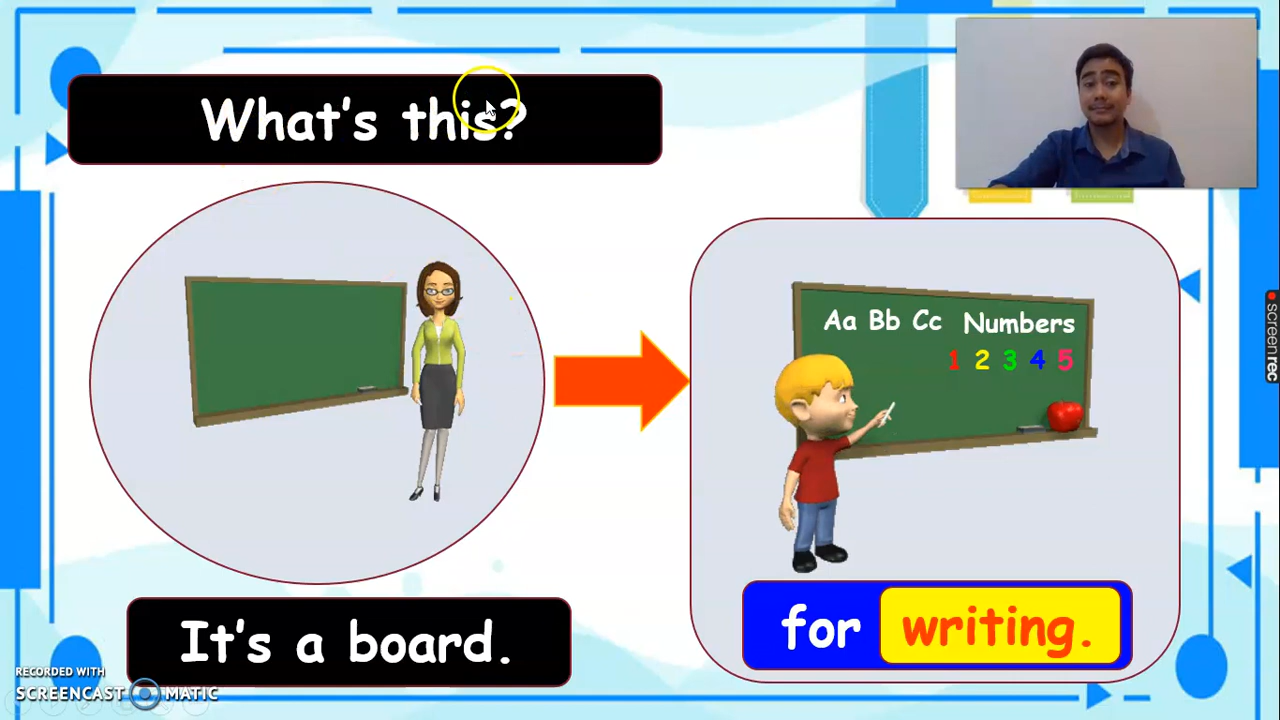 What's this?
Aa Bb Cc Numbers
1 2 3 4 5
It's a board.
for writing.
RECORDED WITH
SCREENCAST MATIC
screenrec